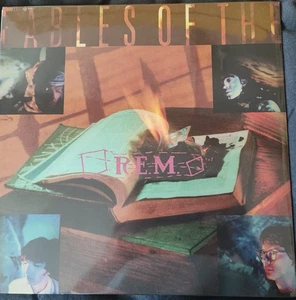 FABLES OF THE
R.E.M.